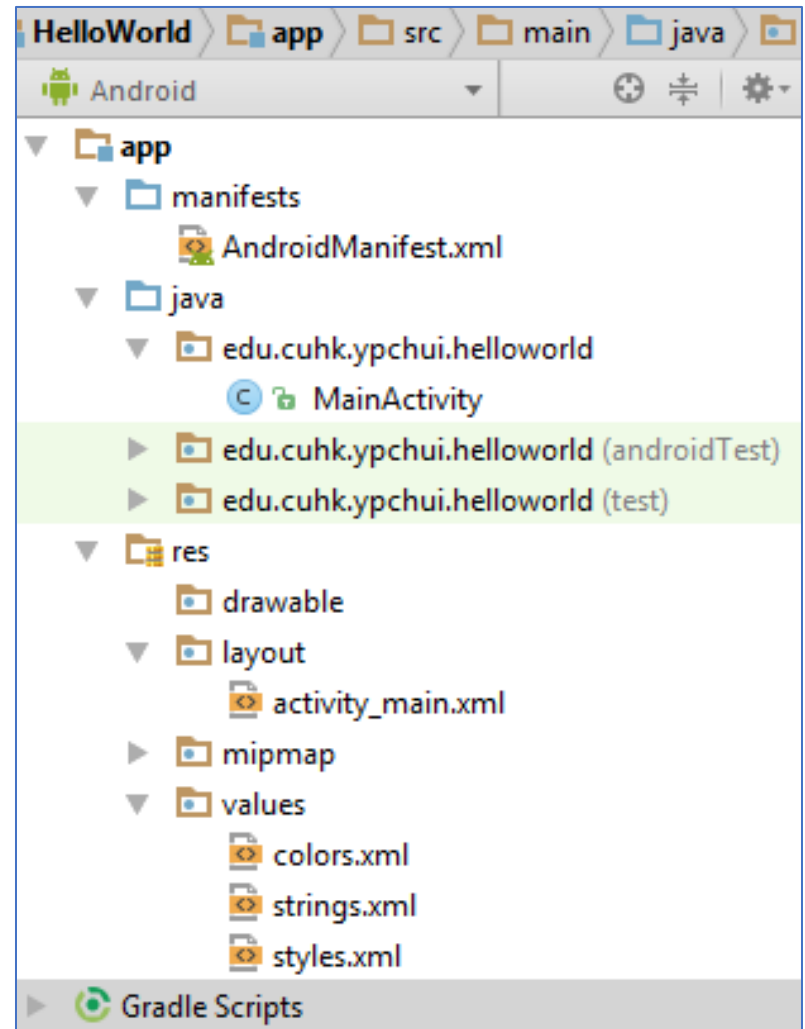 HelloWorld app src main java
Android
app
manifests
AndroidManifest.xml
java
edu.cuhk.ypchui.helloworld
MainActivity
edu.cuhk.ypchui.helloworld (androidTest)
edu.cuhk.ypchui.helloworld (test)
res
drawable
layout
activity_main.xml
mipmap
values
colors.xml
strings.xml
styles.xml
Gradle Scripts